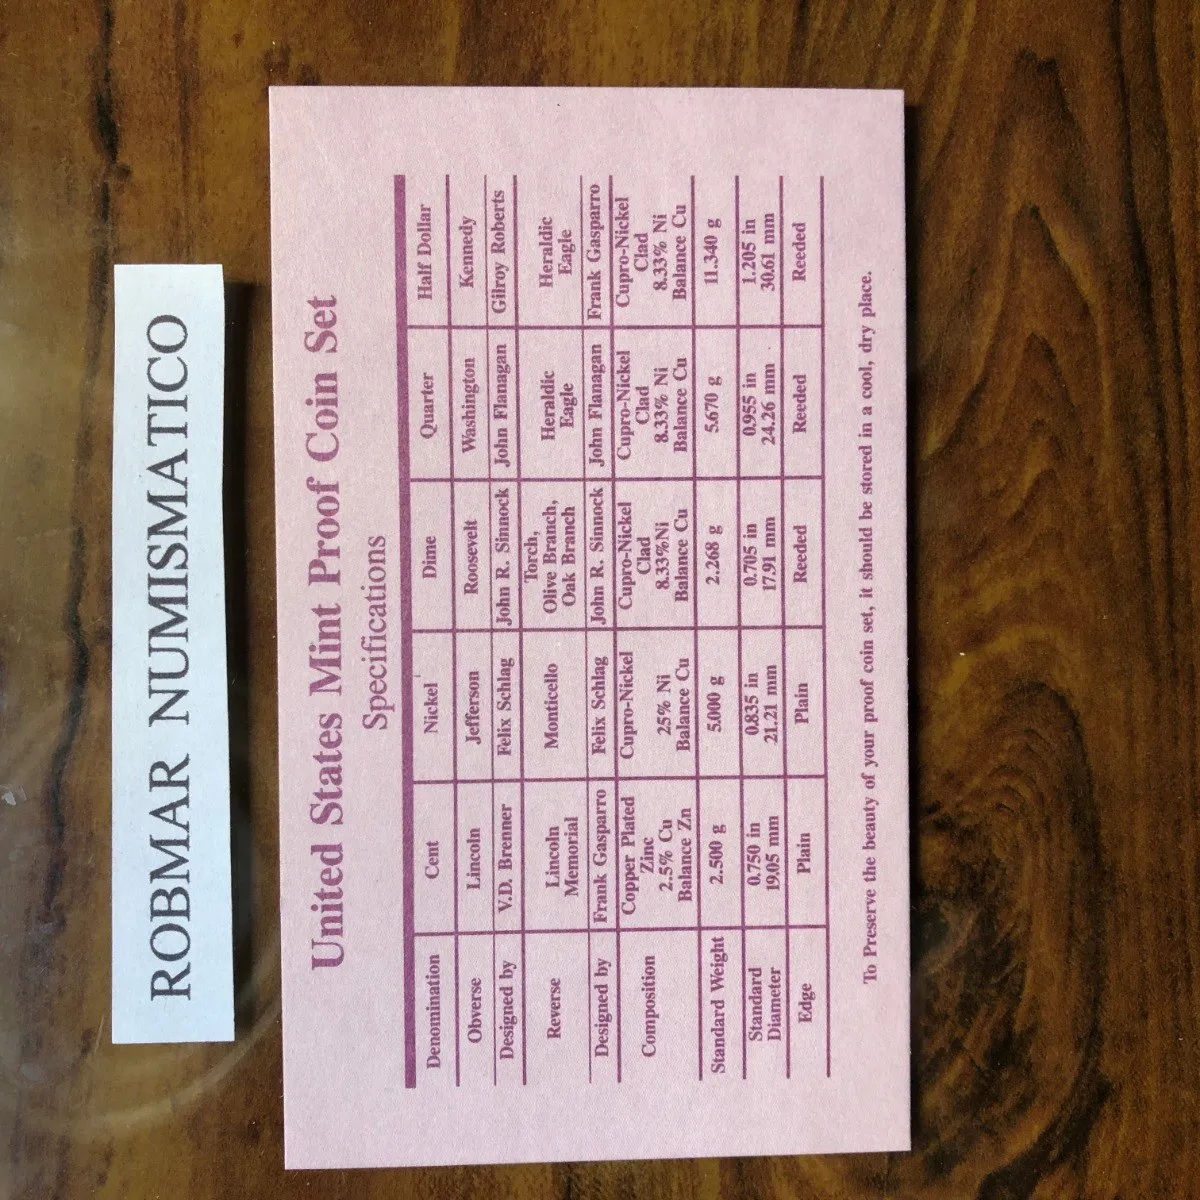 ROBMAR NUMISMATICO
United States Mint Proof Coin Set
Specifications
Denomination Cent Nickel Dime Quarter Half Dollar
Obverse Lincoln Jefferson Roosevelt Washington Kennedy
Designed by V.D. Brenner Felix Schlag John R. Sinnock John Flanagan Gilroy Roberts
Reverse Lincoln Memorial Monticello Torch, Olive Branch, Oak Branch Heraldic Eagle Heraldic Eagle
Designed by Frank Gasparro Felix Schlag John R. Sinnock John Flanagan Frank Gasparro
Composition Copper Plated Zinc 2.5% Cu Balance Zn Cupro-Nickel 25% Ni Balance Cu Cupro-Nickel Clad 8.33%Ni Balance Cu Cupro-Nickel Clad 8.33% Ni Balance Cu Cupro-Nickel Clad 8.33% Ni Balance Cu
Standard Weight 2.500 g 5.000 g 2.268 g 5.670 g 11.340 g
Standard Diameter 0.750 in 19.05 mm 0.835 in 21.21 mm 0.705 in 17.91 mm 0.955 in 24.26 mm 1.205 in 30.61 mm
Edge Plain Plain Reeded Reeded Reeded
To Preserve the beauty of your proof coin set, it should be stored in a cool, dry place.